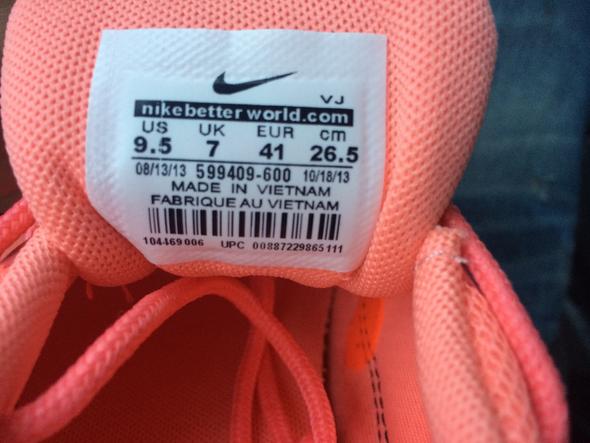 VJ
nikebetterworld.com
US UK EUR cm
9.5 7 41 26.5
08/13/13 599409-600 10/18/13
MADE IN VIETNAM
FABRIQUE AU VIETNAM
104469006 UPC 00887229865111